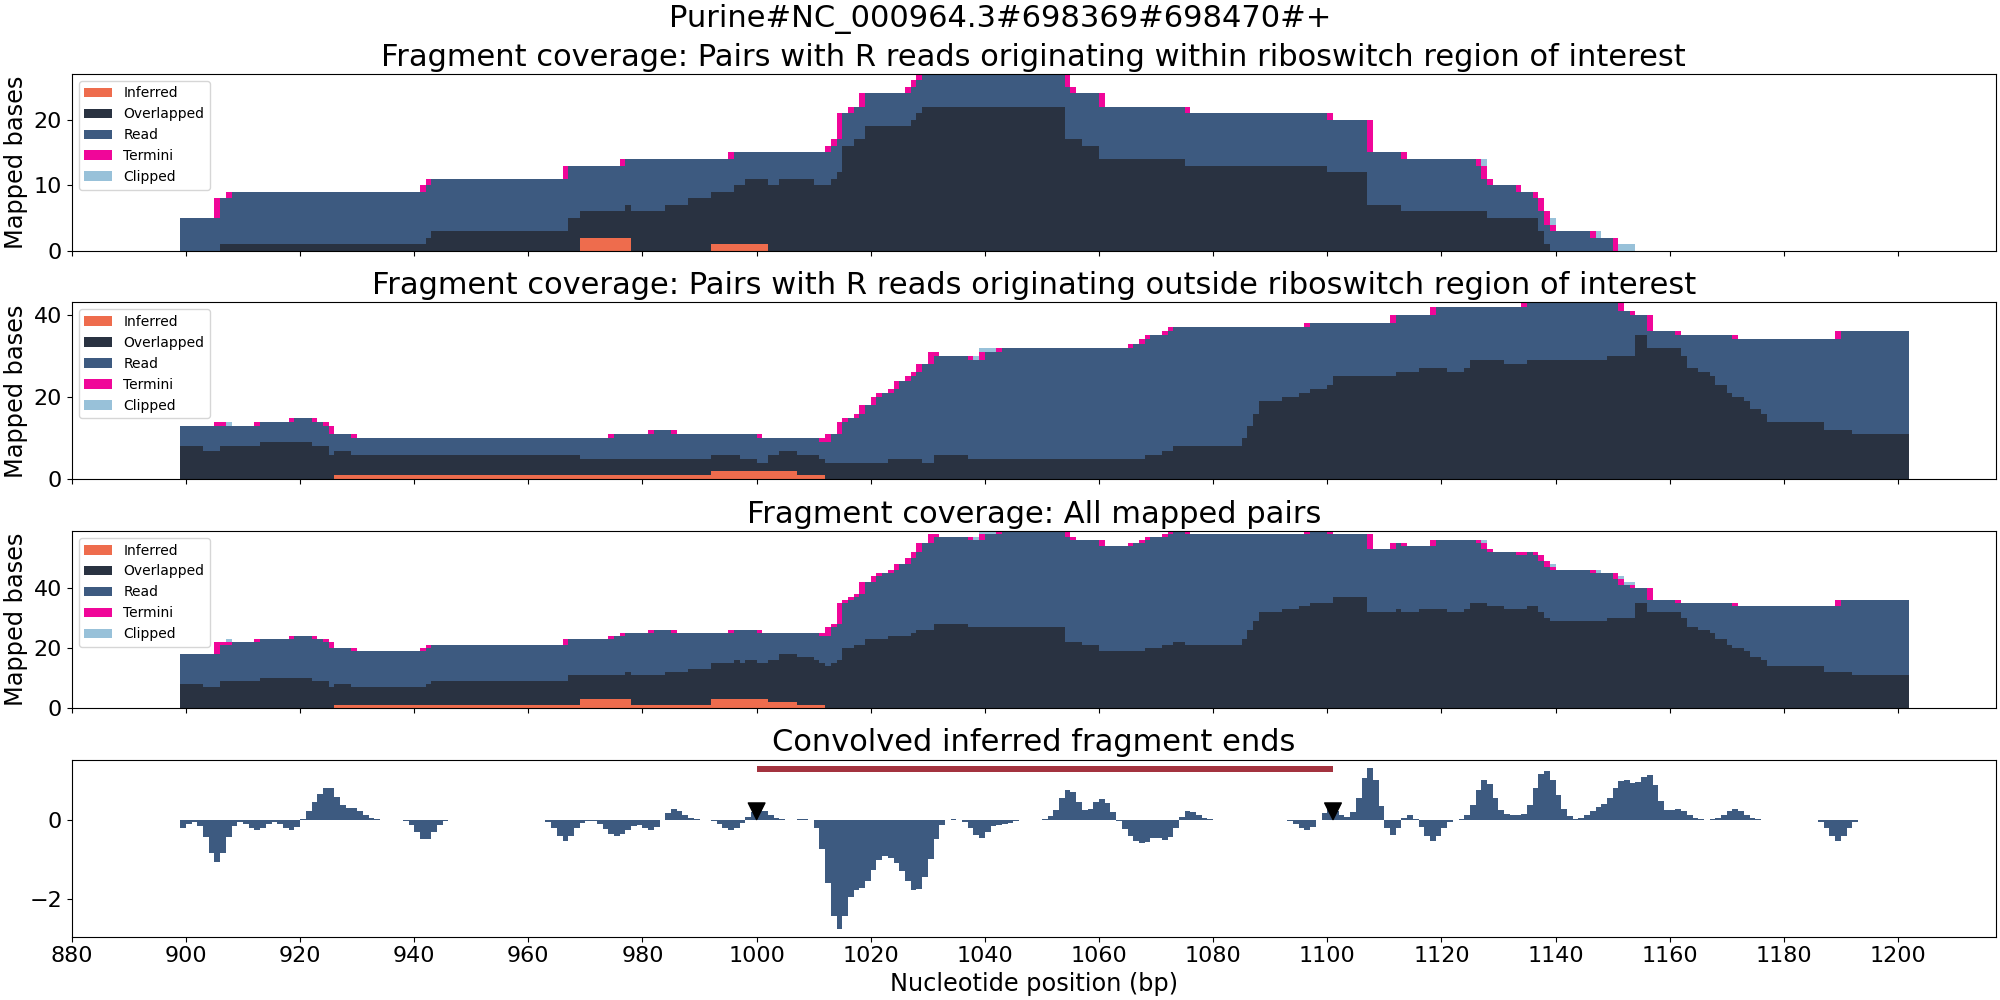 Purine#NC_000964.3#698369#698470#+
Fragment coverage: Pairs with R reads originating within riboswitch region of interest
Mapped bases
20
10
0
Inferred
Overlapped
Read
Termini
Clipped
Fragment coverage: Pairs with R reads originating outside riboswitch region of interest
Mapped bases
40
20
0
Inferred
Overlapped
Read
Termini
Clipped
Fragment coverage: All mapped pairs
Mapped bases
40
20
0
Inferred
Overlapped
Read
Termini
Clipped
Convolved inferred fragment ends
0
−2
880 900 920 940 960 980 1000 1020 1040 1060 1080 1100 1120 1140 1160 1180 1200
Nucleotide position (bp)